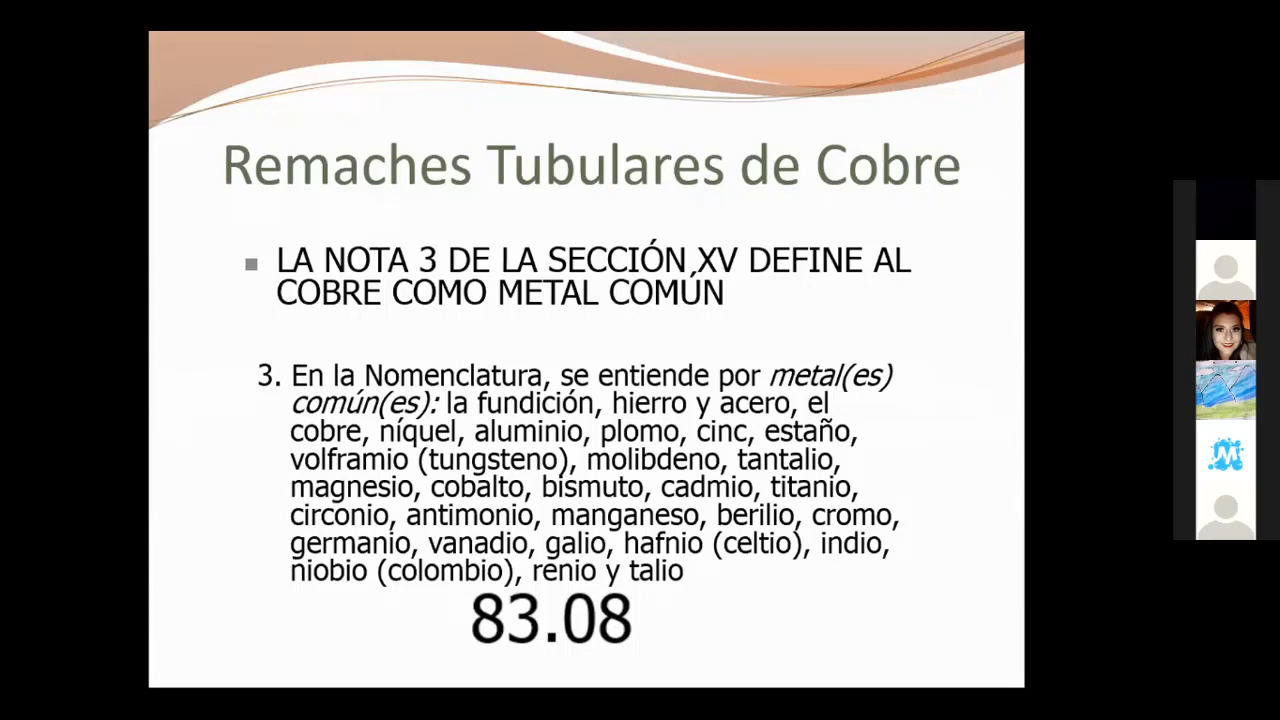 Remaches Tubulares de Cobre
LA NOTA 3 DE LA SECCIÓN XV DEFINE AL
COBRE COMO METAL COMÚN
3. En la Nomenclatura, se entiende por metal(es)
común(es): la fundición, hierro y acero, el
cobre, níquel, aluminio, plomo, cinc, estaño,
volframio (tungsteno), molibdeno, tantalio,
magnesio, cobalto, bismuto, cadmio, titanio,
circonio, antimonio, manganeso, berilio, cromo,
germanio, vanadio, galio, hafnio (celtio), indio,
niobio (colombio), renio y talio
83.08
M